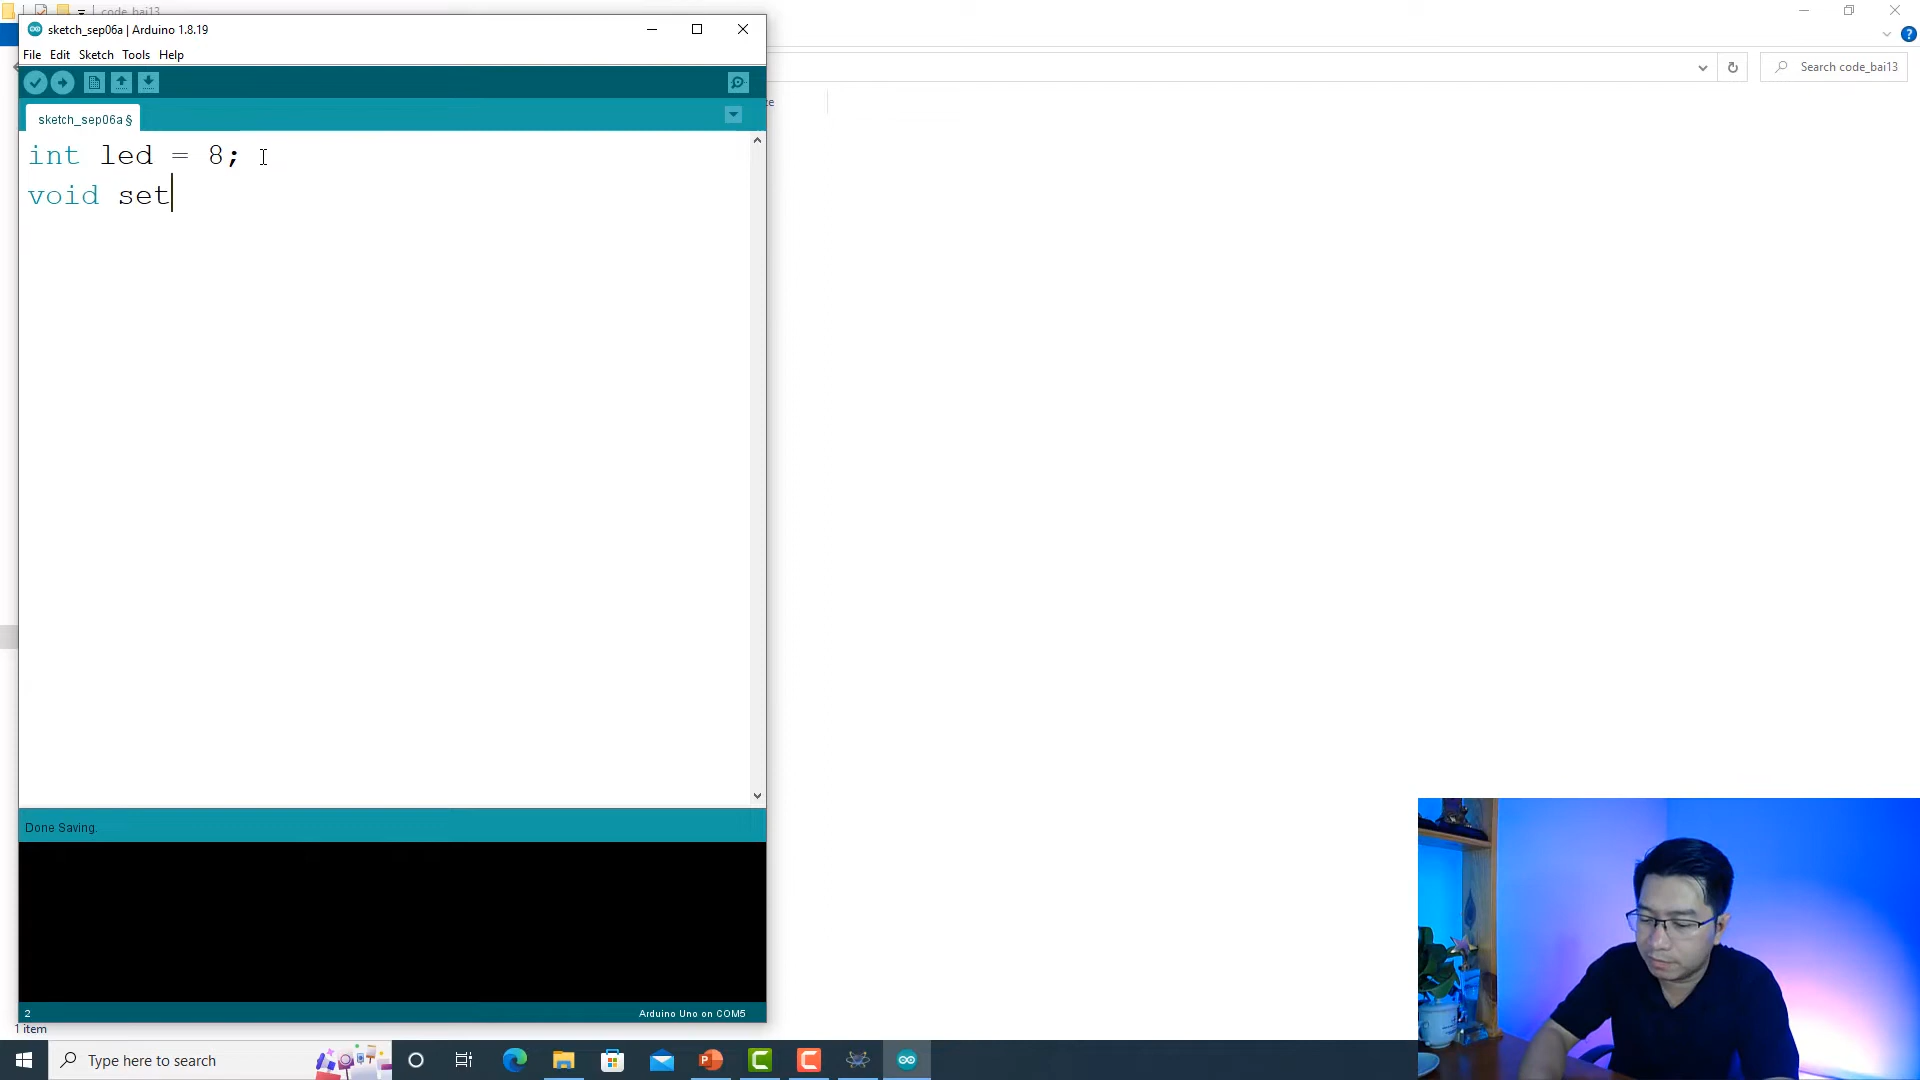 code_bai13
sketch_sep06a | Arduino 1.8.19
File Edit Sketch Tools Help
Search code_bai13
sketch_sep06a §
int led = 8;
void set
Done Saving.
2
Arduino Uno on COM5
1 item
Type here to search